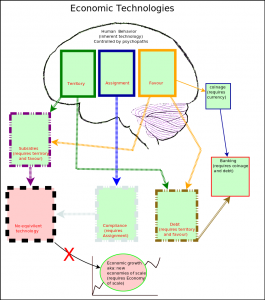 Economic Technologies
Human Behavior
(inherent technology)
Controlled by psychopaths
Territory
Assignment
Favour
coinage
(requires
currency)
Subsidies
(requires territory
and favour)
Banking
(requires coinage
and debt)
No equivalent
technology
Compliance
(requires
Assignment)
Debt
(requires territory
and favour)
X
Economic growth
aka new
economies of scale
(requires Economy
of scale)